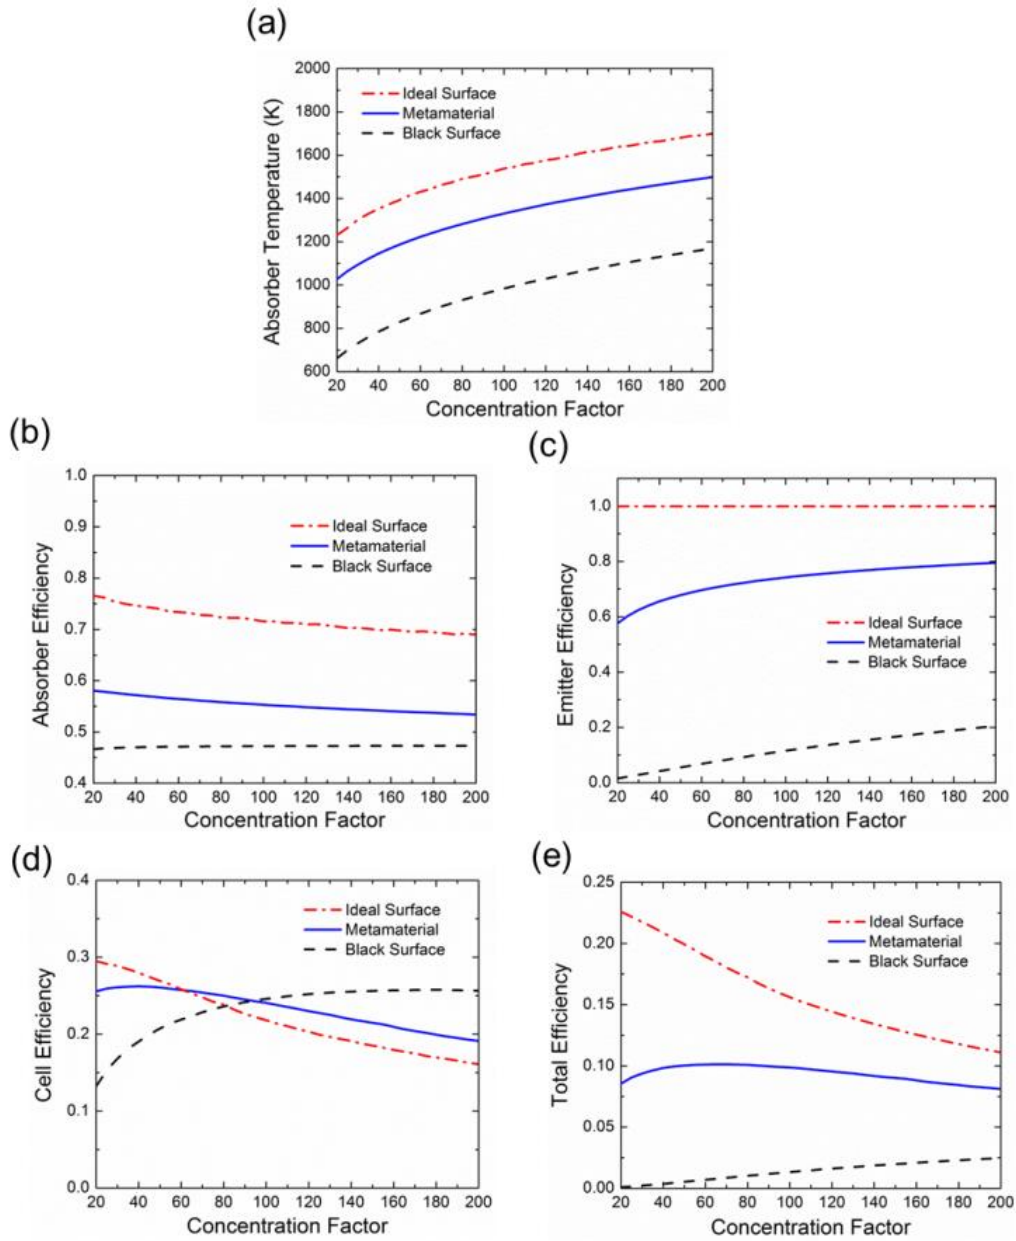 (a)
2000
1800
1600
1400
1200
1000
800
600
Absorber Temperature (K)
Ideal Surface
Metamaterial
Black Surface
20 40 60 80 100 120 140 160 180 200
Concentration Factor
(b)
1.0
0.9
0.8
0.7
0.6
0.5
0.4
Absorber Efficiency
Ideal Surface
Metamaterial
Black Surface
20 40 60 80 100 120 140 160 180 200
Concentration Factor
(c)
1.0
0.8
0.6
0.4
0.2
0.0
Emitter Efficiency
Ideal Surface
Metamaterial
Black Surface
20 40 60 80 100 120 140 160 180 200
Concentration Factor
(d)
0.4
0.3
0.2
0.1
0.0
Cell Efficiency
Ideal Surface
Metamaterial
Black Surface
20 40 60 80 100 120 140 160 180 200
Concentration Factor
(e)
0.25
0.20
0.15
0.10
0.05
0.00
Total Efficiency
Ideal Surface
Metamaterial
Black Surface
20 40 60 80 100 120 140 160 180 200
Concentration Factor